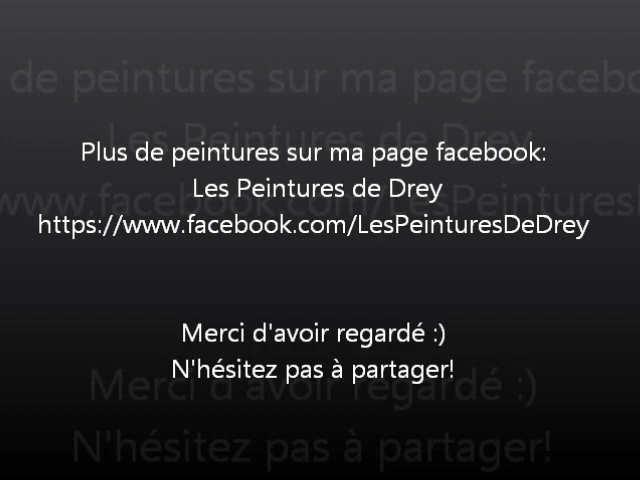 Plus de peintures sur ma page facebook:
Les Peintures de Drey
https://www.facebook.com/LesPeinturesDeDrey
Merci d'avoir regardé :)
N'hésitez pas à partager!